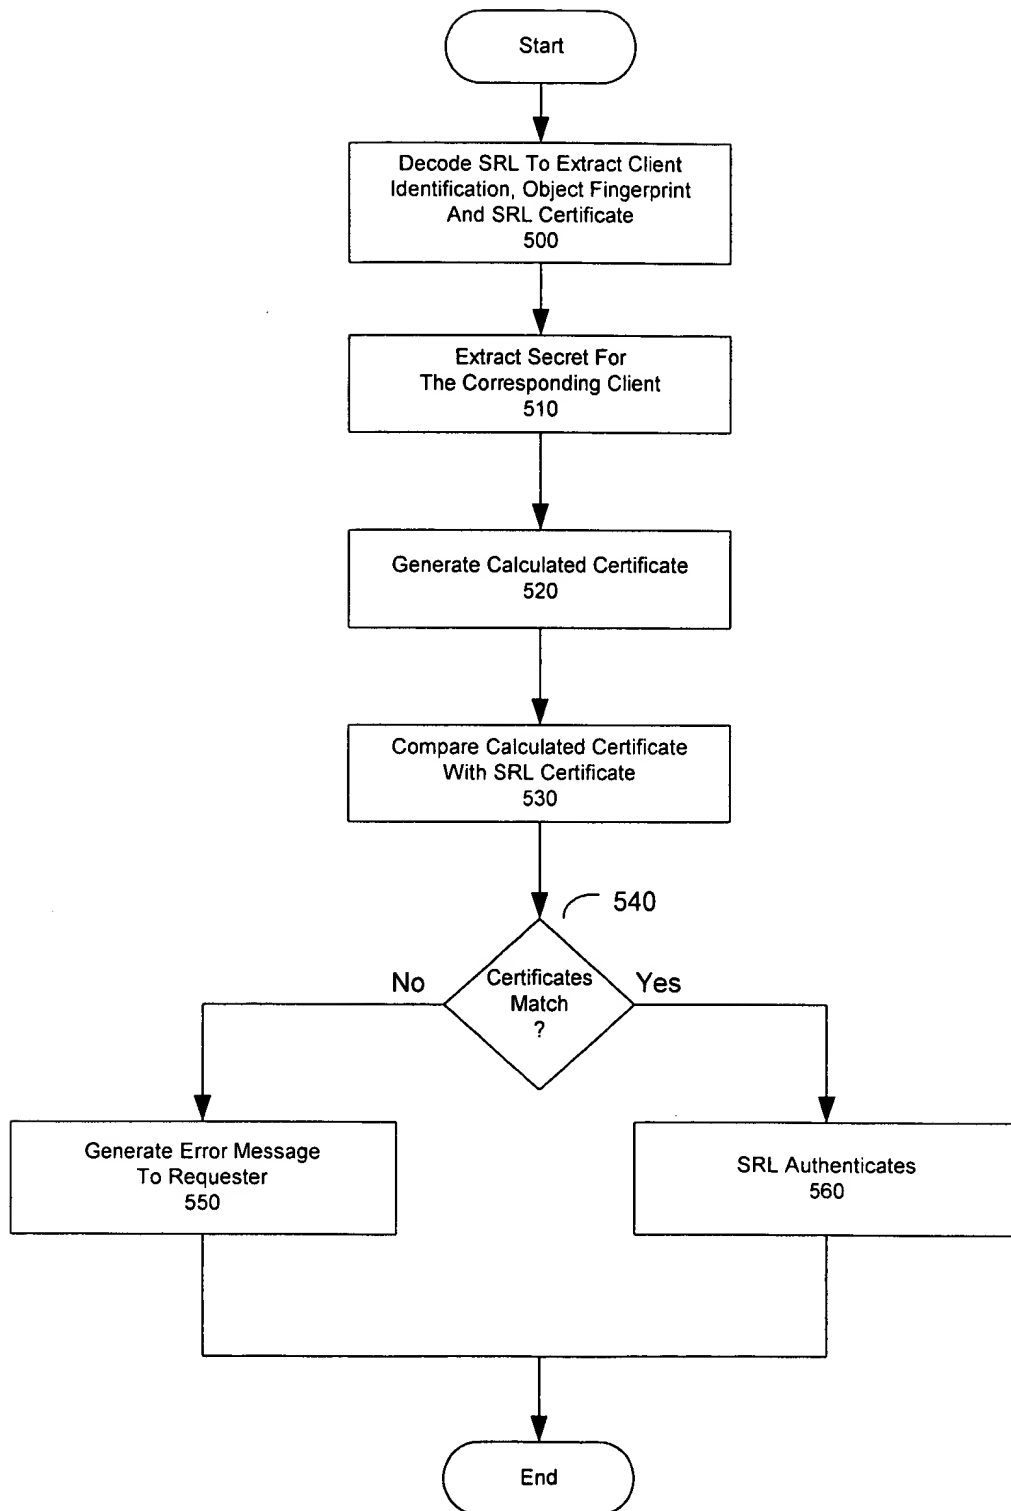 Start
Decode SRL To Extract Client
Identification, Object Fingerprint
And SRL Certificate
500
Extract Secret For
The Corresponding Client
510
Generate Calculated Certificate
520
Compare Calculated Certificate
With SRL Certificate
530
540
No
Certificates
Match
?
Yes
Generate Error Message
To Requester
550
SRL Authenticates
560
End